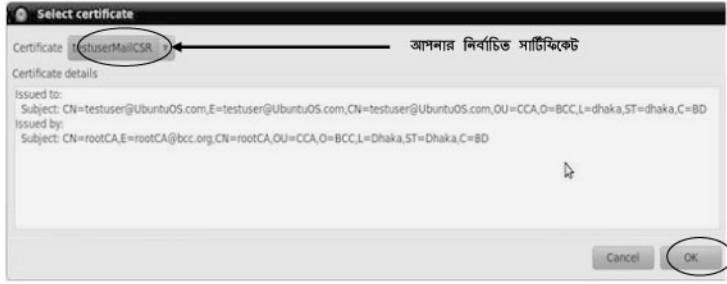 Select certificate
Certificate testuserMailCSR আপনার নির্বাচিত সার্টিফিকেট
Certificate details
Issued to:
Subject: CN=testuser@UbuntuOS.com,E=testuser@UbuntuOS.com,CN=testuser@UbuntuOS.com,OU=CCA,O=BCC,L=dhaka,ST=dhaka,C=BD
Issued by:
Subject: CN=rootCA,E=rootCA@bcc.org,CN=rootCA,OU=CCA,O=BCC,L=Dhaka,ST=Dhaka,C=BD
Cancel OK